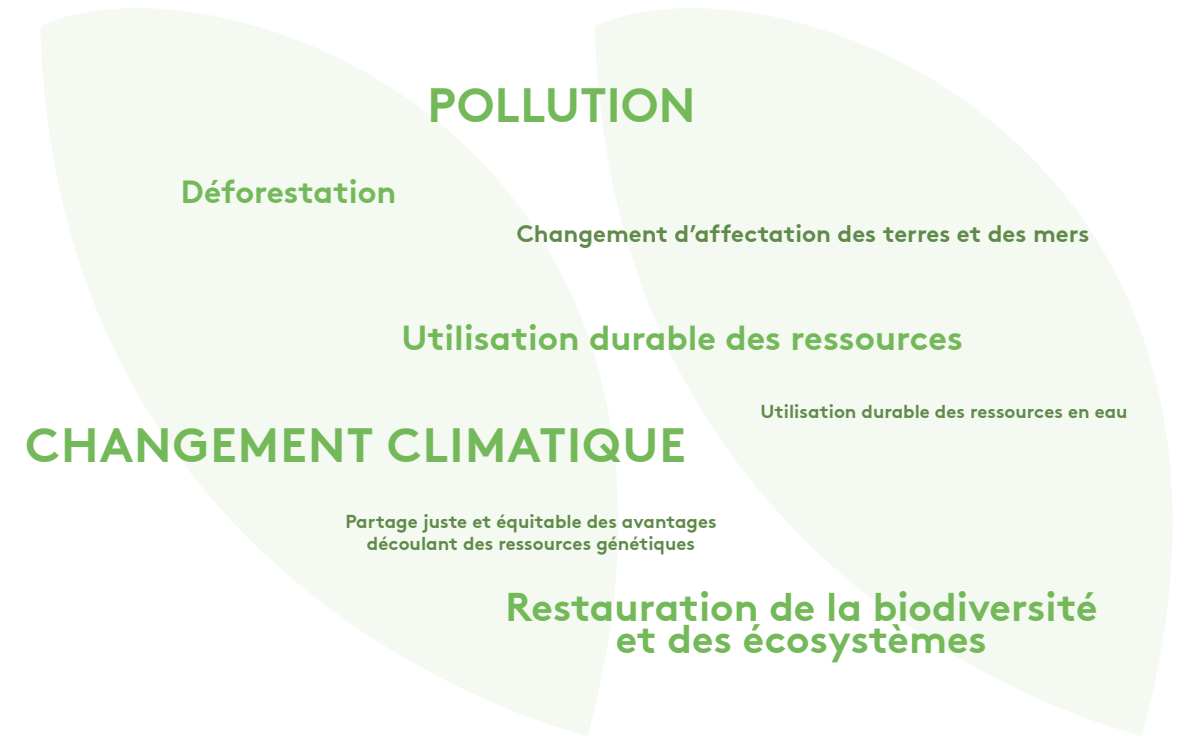 POLLUTION
Déforestation
Changement d’affectation des terres et des mers
Utilisation durable des ressources
Utilisation durable des ressources en eau
CHANGEMENT CLIMATIQUE
Partage juste et équitable des avantages
découlant des ressources génétiques
Restauration de la biodiversité
et des écosystèmes